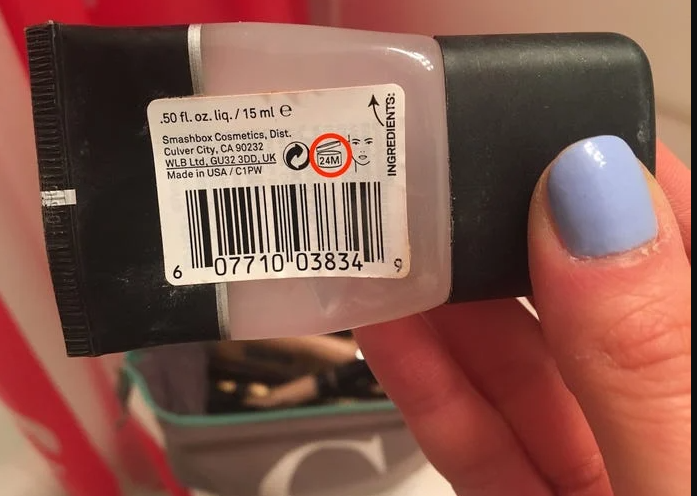 .50 fl. oz. liq. / 15 ml ℮
Smashbox Cosmetics, Dist.
Culver City, CA 90232
WLB Ltd, GU32 3DD, UK
Made in USA / C1PW
24M
INGREDIENTS:
6 07710 03834 9